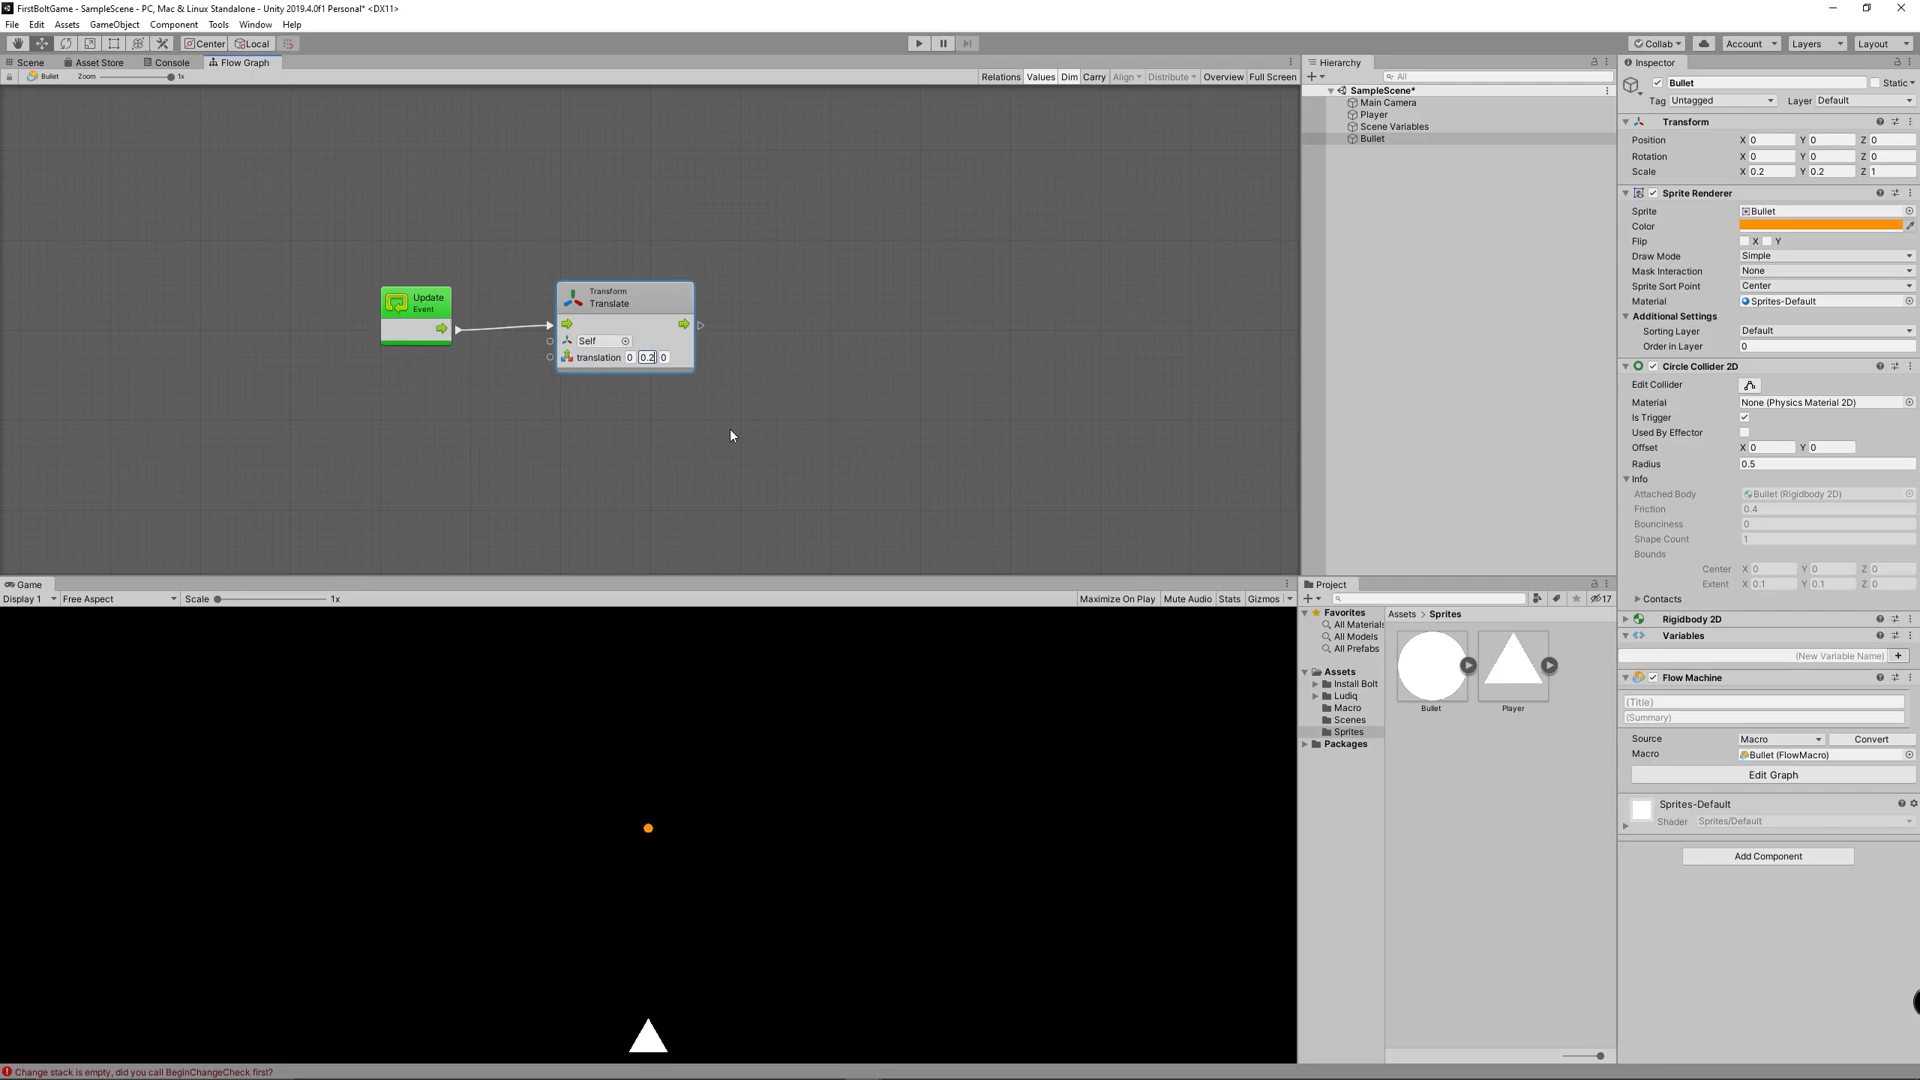 FirstBoltGame - SampleScene - PC, Mac & Linux Standalone - Unity 2019.4.0f1 Personal* <DX11>
File Edit Assets GameObject Component Tools Bolt Window Help
Center Local
Collab Account Layers Layout
Scene Asset Store Console Flow Graph
Bullet Zoom 1x
Relations Values Dim Carry Align Distribute Overview Full Screen
Update
Event
Transform
Translate
Self
translation 0 0.2 0
Hierarchy
All
SampleScene*
Main Camera
Player
Scene Variables
Bullet
Inspector
Bullet Static
Tag Untagged Layer Default
Transform
Position X 0 Y 0 Z 0
Rotation X 0 Y 0 Z 0
Scale X 0.2 Y 0.2 Z 1
Sprite Renderer
Sprite Bullet
Color
Flip X Y
Draw Mode Simple
Mask Interaction None
Sprite Sort Point Center
Material Sprites-Default
Additional Settings
Sorting Layer Default
Order in Layer 0
Circle Collider 2D
Edit Collider
Material None (Physics Material 2D)
Is Trigger
Used By Effector
Offset X 0 Y 0
Radius 0.5
Info
Attached Body Bullet (Rigidbody 2D)
Friction 0.4
Bounciness 0
Shape Count 1
Bounds
Center X 0 Y 0 Z 0
Extent X 0.1 Y 0.1 Z 0
Contacts
Rigidbody 2D
Variables
(New Variable Name) +
Flow Machine
(Title)
(Summary)
Source Macro Convert
Macro Bullet (FlowMacro)
Edit Graph
Sprites-Default
Shader Sprites/Default
Add Component
Game
Display 1 Free Aspect Scale 1x
Maximize On Play Mute Audio Stats Gizmos
Project
17
Favorites
All Materials
All Models
All Prefabs
Assets
Install Bolt
Ludiq
Macro
Scenes
Sprites
Packages
Assets > Sprites
Bullet
Player
Change stack is empty, did you call BeginChangeCheck first?